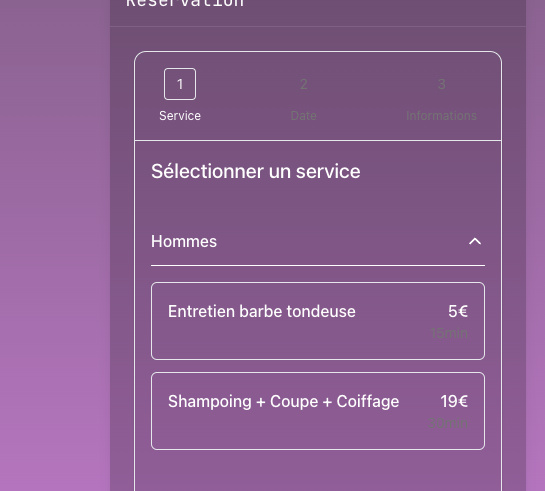 Réservation
1
2
3
Service
Date
Informations
Sélectionner un service
Hommes
Entretien barbe tondeuse
5€
15min
Shampoing + Coupe + Coiffage
19€